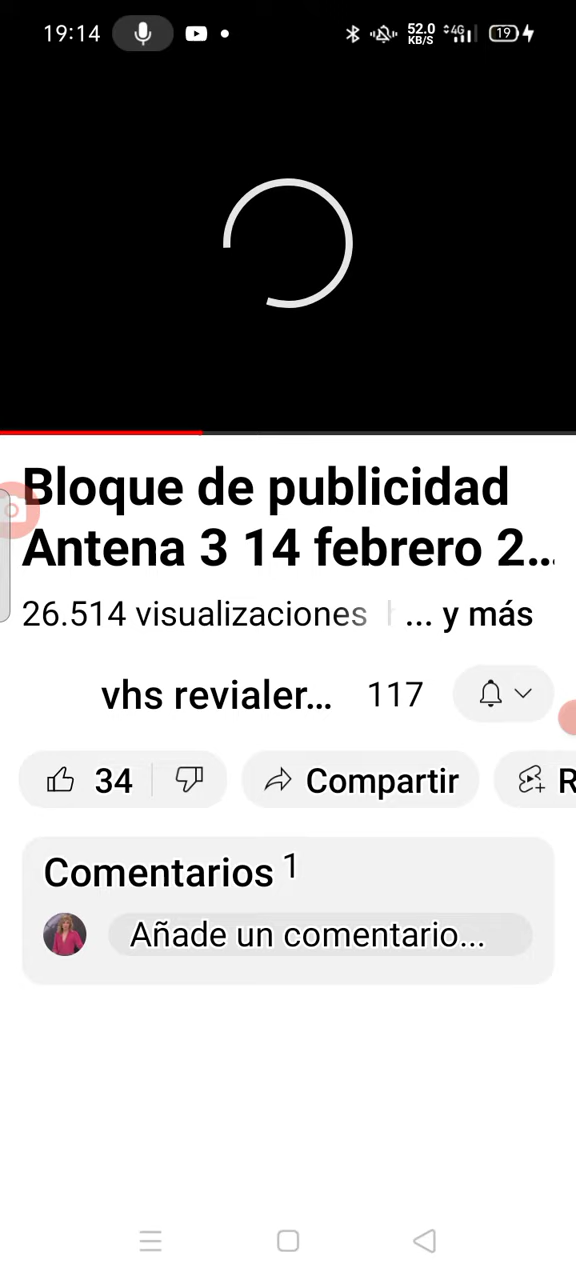 19:14 52.0 KB/S 4G 19
Bloque de publicidad
Antena 3 14 febrero 2...
26.514 visualizaciones ... y más
vhs revialer... 117
34 Compartir R
Comentarios 1
Añade un comentario...